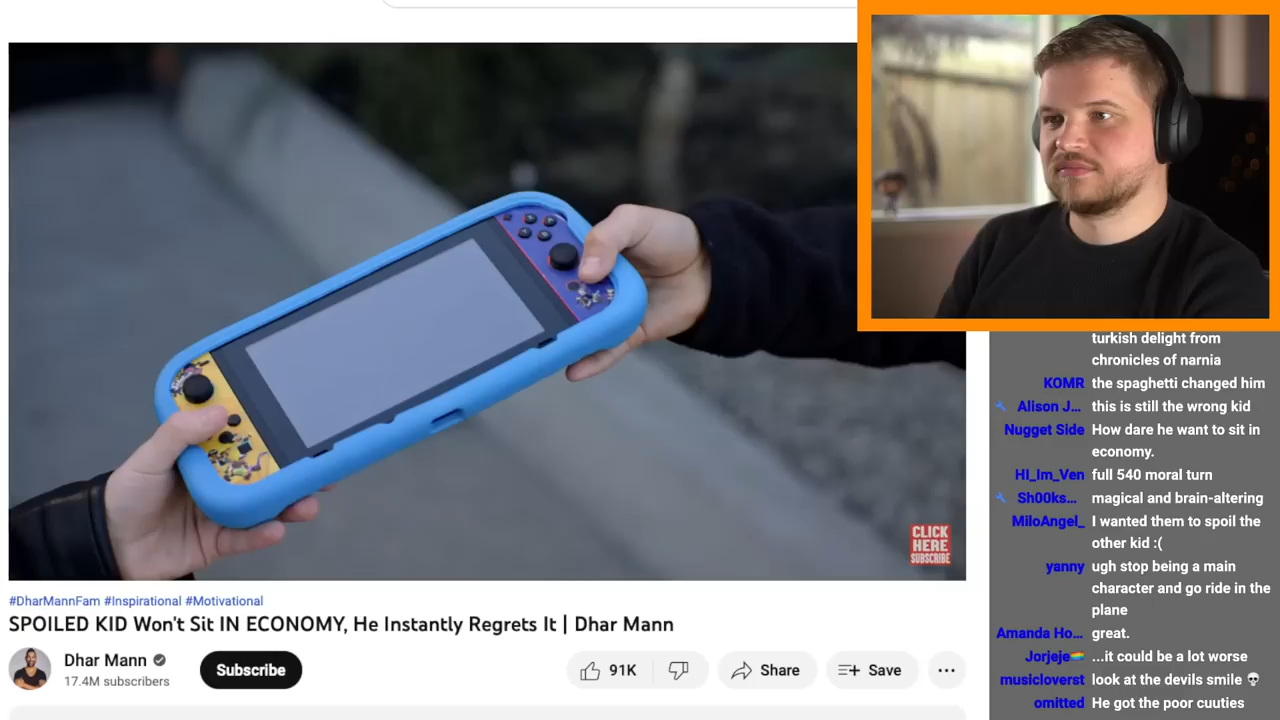 CLICK
HERE
SUBSCRIBE
#DharMannFam #Inspirational #Motivational
SPOILED KID Won't Sit IN ECONOMY, He Instantly Regrets It | Dhar Mann
Dhar Mann
17.4M subscribers
Subscribe
91K
Share
Save
turkish delight from
chronicles of narnia
KOMR the spaghetti changed him
Alison J... this is still the wrong kid
Nugget Side How dare he want to sit in
economy.
HI_Im_Ven full 540 moral turn
Sh00ks... magical and brain-altering
MiloAngel_ I wanted them to spoil the
other kid :(
yanny ugh stop being a main
character and go ride in the
plane
Amanda Ho... great.
Jorjeje🏳️‍🌈 ...it could be a lot worse
musicloverst look at the devils smile 💀
omitted He got the poor cuuties